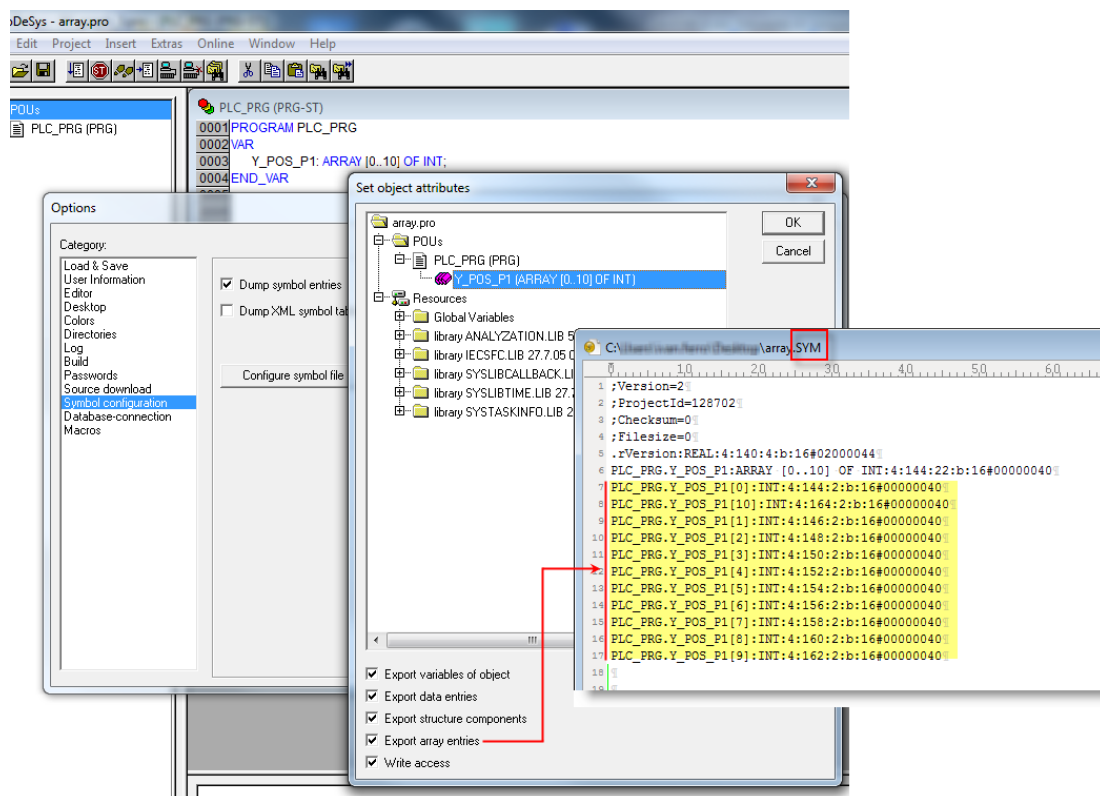 oDeSys - array.pro
Edit Project Insert Extras Online Window Help
POUs
PLC_PRG (PRG)
PLC_PRG (PRG-ST)
0001 PROGRAM PLC_PRG
0002 VAR
0003 Y_POS_P1: ARRAY [0..10] OF INT;
0004 END_VAR
Options
Category:
Load & Save
User Information
Editor
Desktop
Colors
Directories
Log
Build
Passwords
Source download
Symbol configuration
Database-connection
Macros
Dump symbol entries
Dump XML symbol tab
Configure symbol file
Set object attributes
array.pro
POUs
PLC_PRG (PRG)
Y_POS_P1 (ARRAY [0..10] OF INT)
Resources
Global Variables
library ANALYZATION.LIB 5
library IECSFC.LIB 27.7.05 0
library SYSLIBCALLBACK.LI
library SYSLIBTIME.LIB 27.7
library SYSTASKINFO.LIB 2
OK
Cancel
Export variables of object
Export data entries
Export structure components
Export array entries
Write access
C:\ \array.SYM
0 10 20 30 40 50 60
1 ;Version=2
2 ;ProjectId=128702
3 ;Checksum=0
4 ;Filesize=0
5 .rVersion:REAL:4:140:4:b:16#02000044
6 PLC_PRG.Y_POS_P1:ARRAY [0..10] OF INT:4:144:22:b:16#00000040
7 PLC_PRG.Y_POS_P1[0]:INT:4:144:2:b:16#00000040
8 PLC_PRG.Y_POS_P1[10]:INT:4:164:2:b:16#00000040
9 PLC_PRG.Y_POS_P1[1]:INT:4:146:2:b:16#00000040
10 PLC_PRG.Y_POS_P1[2]:INT:4:148:2:b:16#00000040
11 PLC_PRG.Y_POS_P1[3]:INT:4:150:2:b:16#00000040
12 PLC_PRG.Y_POS_P1[4]:INT:4:152:2:b:16#00000040
13 PLC_PRG.Y_POS_P1[5]:INT:4:154:2:b:16#00000040
14 PLC_PRG.Y_POS_P1[6]:INT:4:156:2:b:16#00000040
15 PLC_PRG.Y_POS_P1[7]:INT:4:158:2:b:16#00000040
16 PLC_PRG.Y_POS_P1[8]:INT:4:160:2:b:16#00000040
17 PLC_PRG.Y_POS_P1[9]:INT:4:162:2:b:16#00000040
18
19